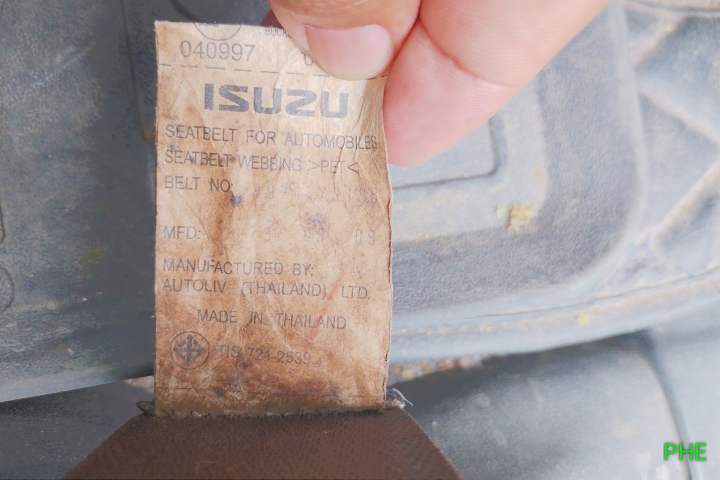 040997
ISUZU
SEATBELT FOR AUTOMOBILES
SEATBELT WEBBING >PET<
BELT NO:
MFD:
MANUFACTURED BY:
AUTOLIV (THAILAND) LTD.
MADE IN THAILAND
TIS 721-2539
PHE